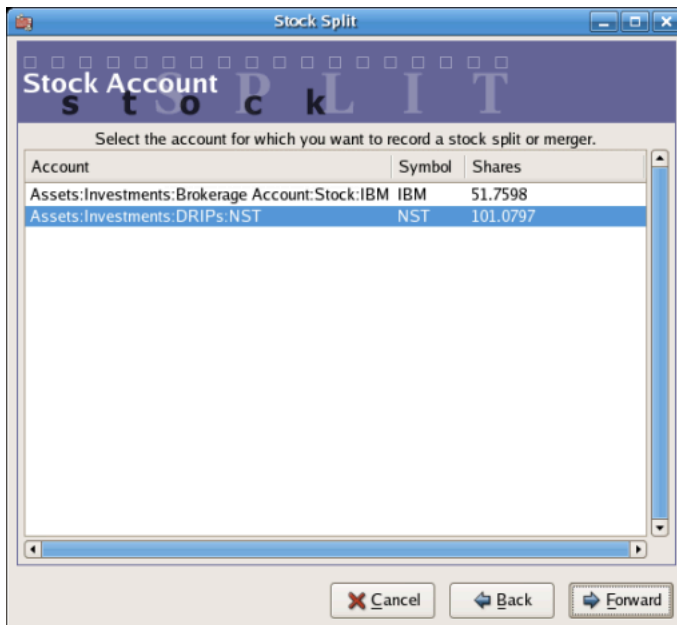 Stock Split
S P L I T
Stock Account
s t o c k
Select the account for which you want to record a stock split or merger.
Account Symbol Shares
Assets:Investments:Brokerage Account:Stock:IBM IBM 51.7598
Assets:Investments:DRIPs:NST NST 101.0797
Cancel Back Forward